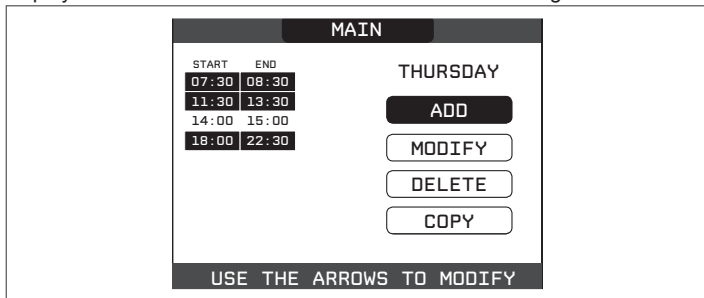 MAIN
START END
07:30 08:30
11:30 13:30
14:00 15:00
18:00 22:30
THURSDAY
ADD
MODIFY
DELETE
COPY
USE THE ARROWS TO MODIFY